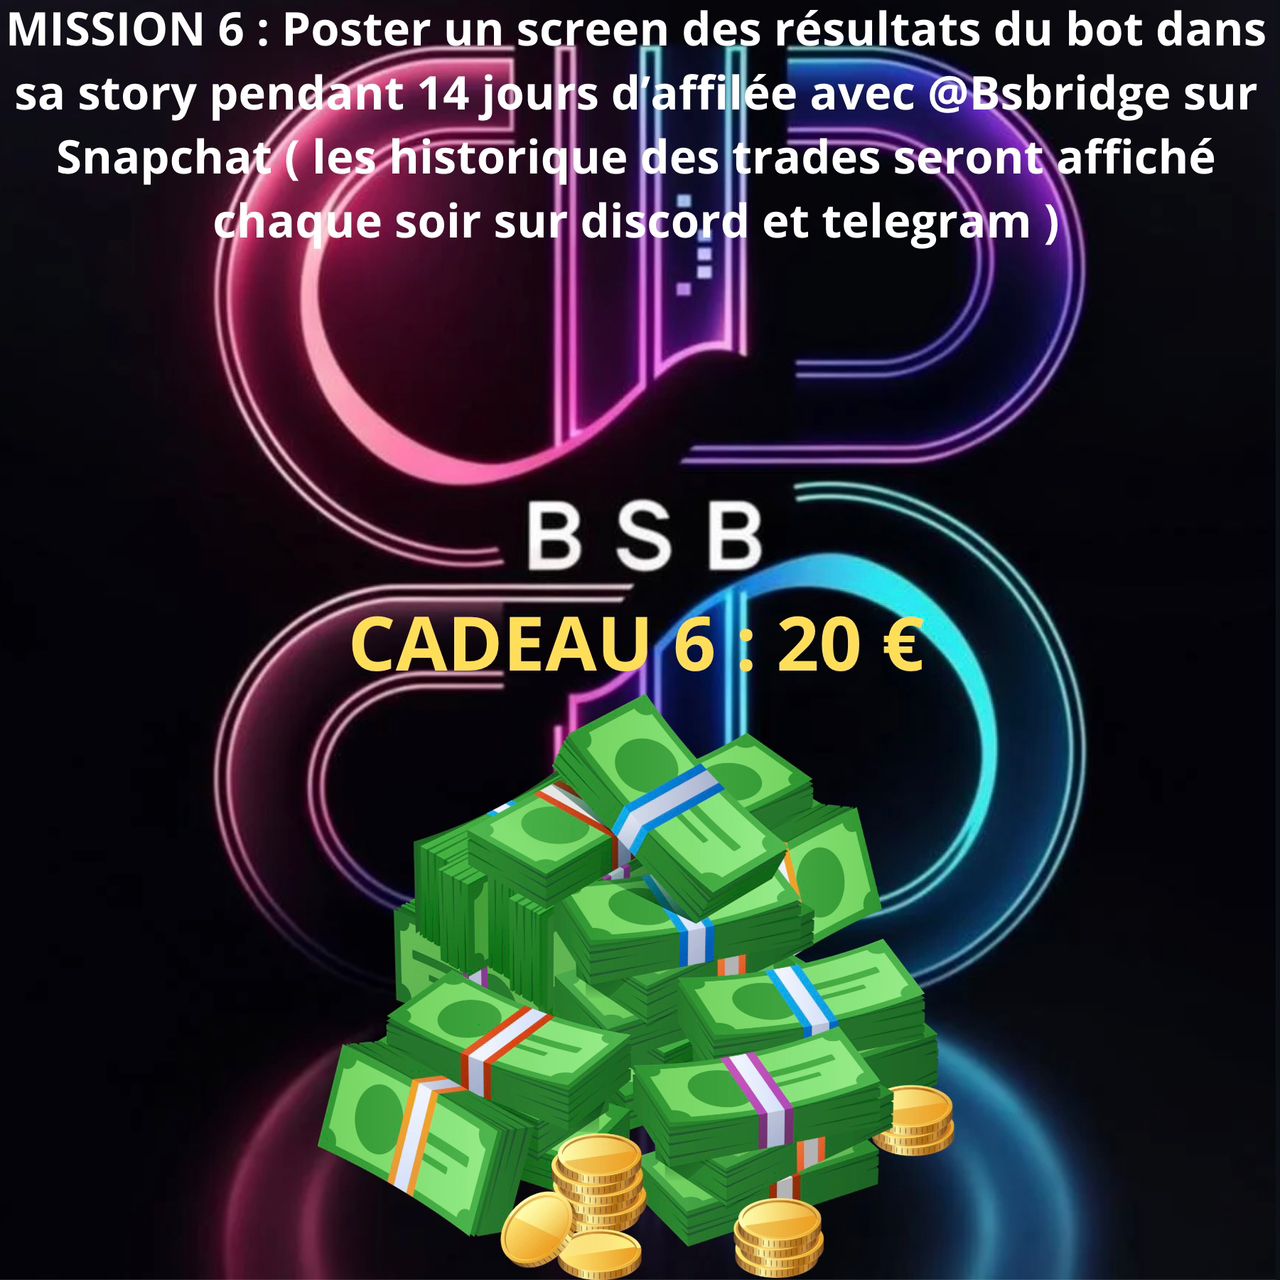 MISSION 6 : Poster un screen des résultats du bot dans
sa story pendant 14 jours d’affilée avec @Bsbridge sur
Snapchat ( les historique des trades seront affiché
chaque soir sur discord et telegram )
BSB
CADEAU 6 : 20 €